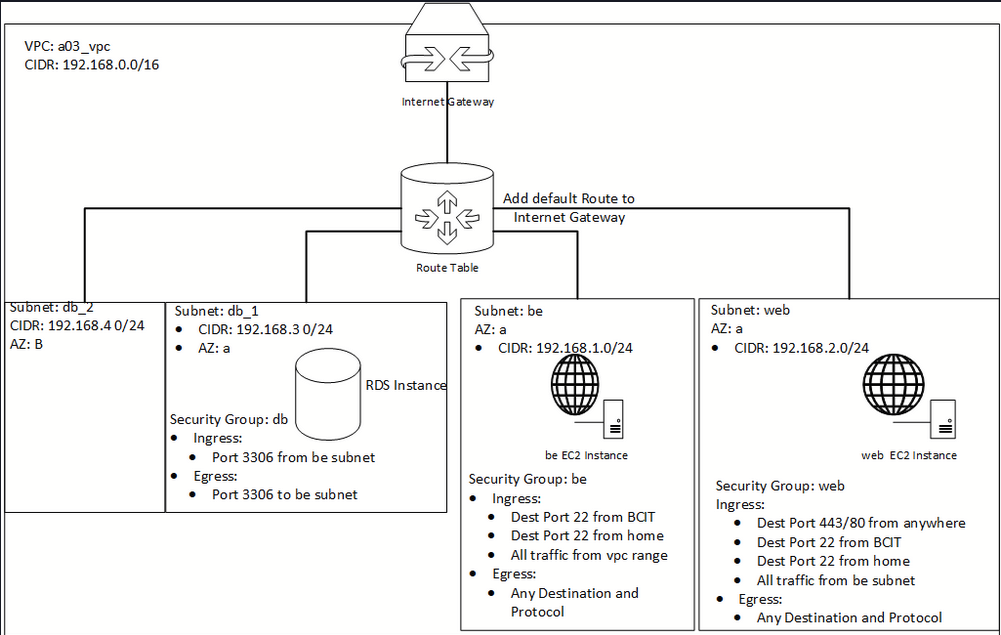 VPC: a03_vpc
CIDR: 192.168.0.0/16
Internet Gateway
Add default Route to
Internet Gateway
Route Table
Subnet: db_2
CIDR: 192.168.4 0/24
AZ: B
Subnet: db_1
• CIDR: 192.168.3 0/24
• AZ: a
RDS Instance
Security Group: db
• Ingress:
• Port 3306 from be subnet
• Egress:
• Port 3306 to be subnet
Subnet: be
AZ: a
• CIDR: 192.168.1.0/24
be EC2 Instance
Security Group: be
• Ingress:
• Dest Port 22 from BCIT
• Dest Port 22 from home
• All traffic from vpc range
• Egress:
• Any Destination and
Protocol
Subnet: web
AZ: a
• CIDR: 192.168.2.0/24
web EC2 Instance
Security Group: web
Ingress:
• Dest Port 443/80 from anywhere
• Dest Port 22 from BCIT
• Dest Port 22 from home
• All traffic from be subnet
• Egress:
• Any Destination and Protocol